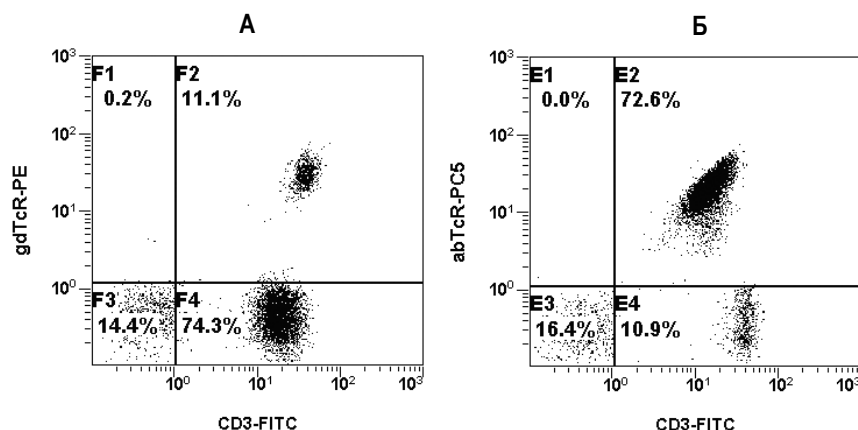 А
10³
10²
10¹
10⁰
gdTcR-PE
F1
0.2%
F2
11.1%
F3
14.4%
F4
74.3%
10⁰
10¹
10²
10³
CD3-FITC
Б
10³
10²
10¹
10⁰
abTcR-PC5
E1
0.0%
E2
72.6%
E3
16.4%
E4
10.9%
10⁰
10¹
10²
10³
CD3-FITC